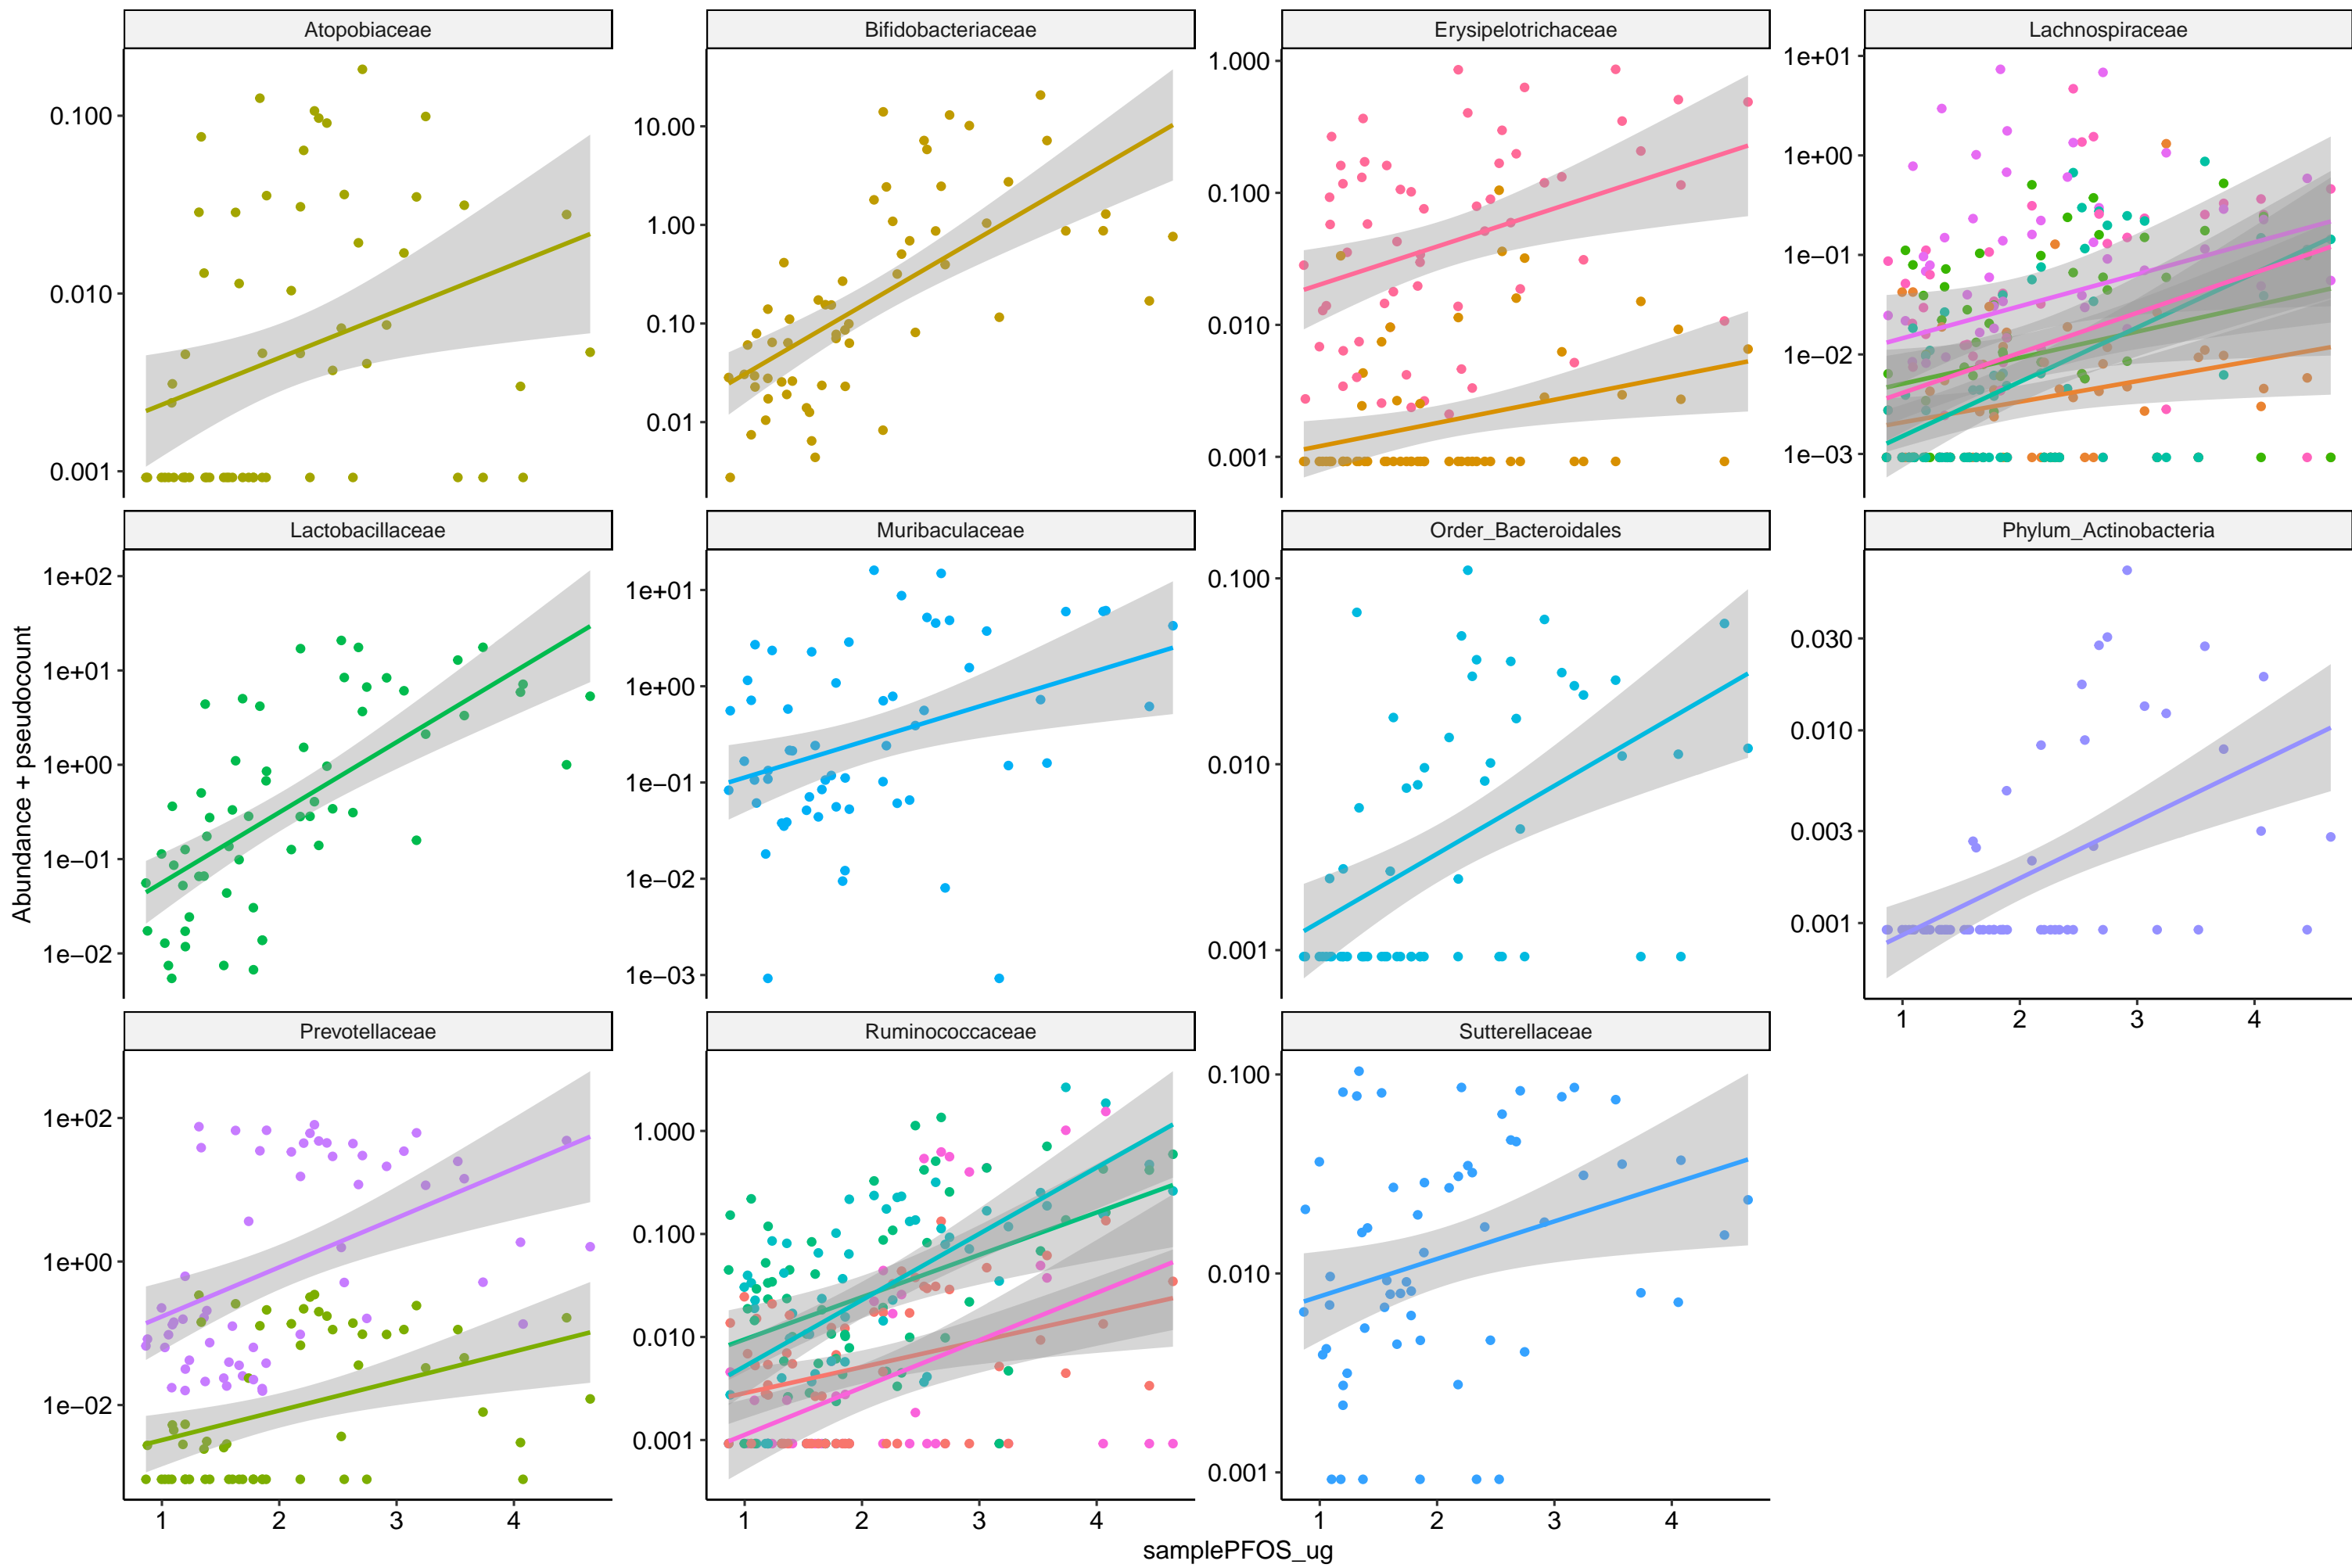 Atopobiaceae Bifidobacteriaceae Erysipelotrichaceae Lachnospiraceae
0.100
0.010
0.001
10.00
1.00
0.10
0.01
1.000
0.100
0.010
0.001
1e+01
1e+00
1e−01
1e−02
1e−03
Lactobacillaceae Muribaculaceae Order_Bacteroidales Phylum_Actinobacteria
1e+02
1e+01
1e+00
1e−01
1e−02
1e+01
1e+00
1e−01
1e−02
1e−03
0.100
0.010
0.001
0.030
0.010
0.003
0.001
1 2 3 4
Prevotellaceae Ruminococcaceae Sutterellaceae
1e+02
1e+00
1e−02
1.000
0.100
0.010
0.001
0.100
0.010
0.001
1 2 3 4 1 2 3 4 1 2 3 4
samplePFOS_ug
Abundance + pseudocount